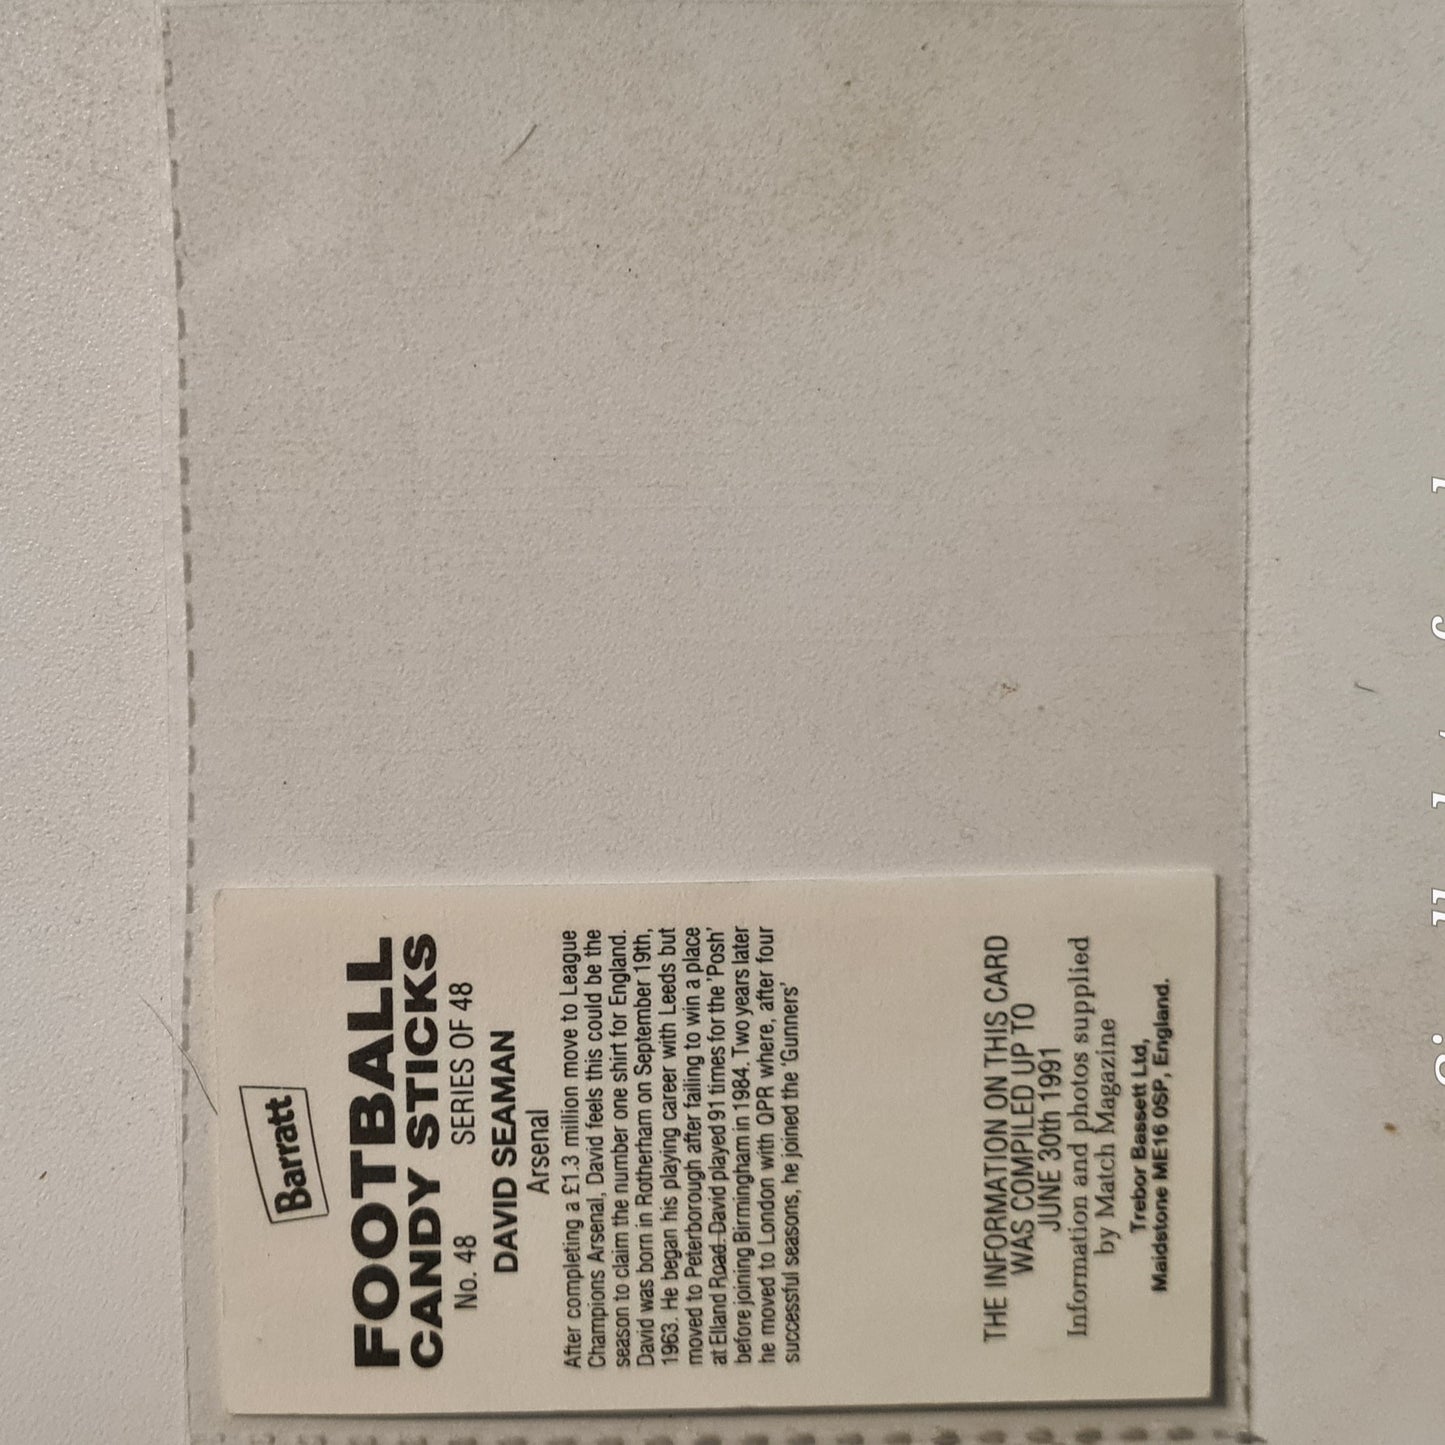 Barratt
FOOTBALL
CANDY STICKS
No. 48 SERIES OF 48
DAVID SEAMAN
Arsenal
After completing a £1.3 million move to League
Champions Arsenal, David feels this could be the
season to claim the number one shirt for England.
David was born in Rotherham on September 19th,
1963. He began his playing career with Leeds but
moved to Peterborough after failing to win a place
at Elland Road. David played 91 times for the 'Posh'
before joining Birmingham in 1984. Two years later
he moved to London with QPR where, after four
successful seasons, he joined the 'Gunners'
THE INFORMATION ON THIS CARD
WAS COMPILED UP TO
JUNE 30th 1991
Information and photos supplied
by Match Magazine
Trebor Bassett Ltd,
Maidstone ME16 0SP, England.